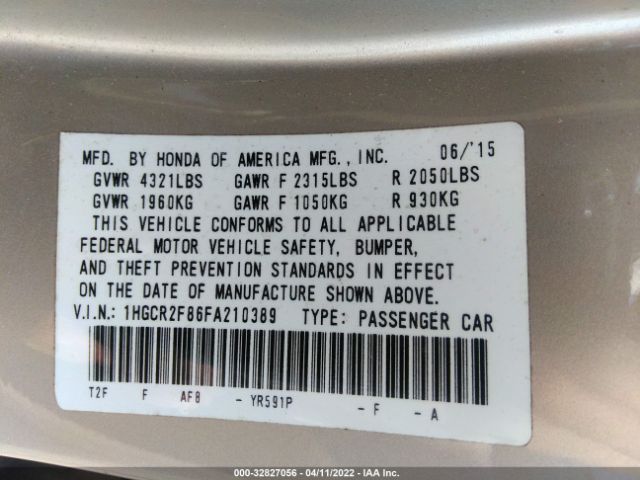 MFD. BY HONDA OF AMERICA MFG., INC. 06/'15
GVWR 4321LBS GAWR F 2315LBS R 2050LBS
GVWR 1960KG GAWR F 1050KG R 930KG
THIS VEHICLE CONFORMS TO ALL APPLICABLE
FEDERAL MOTOR VEHICLE SAFETY, BUMPER,
AND THEFT PREVENTION STANDARDS IN EFFECT
ON THE DATE OF MANUFACTURE SHOWN ABOVE.
V.I.N.: 1HGCR2F86FA210389 TYPE: PASSENGER CAR
T2F F AF8 - YR591P - F - A
000-32827056 - 04/11/2022 - IAA Inc.